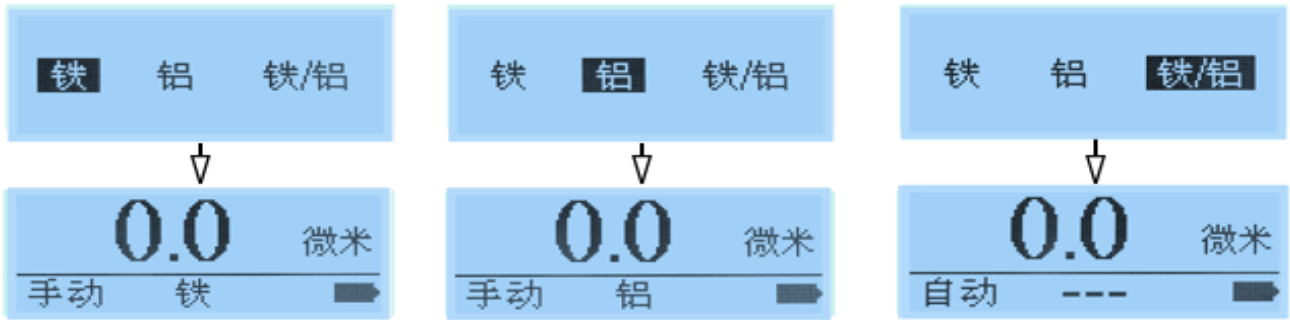 铁 铝 铁/铝
0.0 微米
手动 铁
铁 铝 铁/铝
0.0 微米
手动 铝
铁 铝 铁/铝
0.0 微米
自动 ---